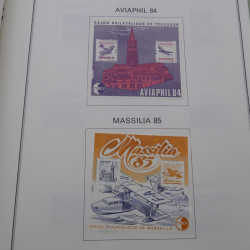 AVIAPHIL 84
SALON PHILATELIQUE DE TOULOUSE
AVIAPHIL 84
MASSILIA 85
Massilia
85
SALON PHILATELIQUE DE MARSEILLE